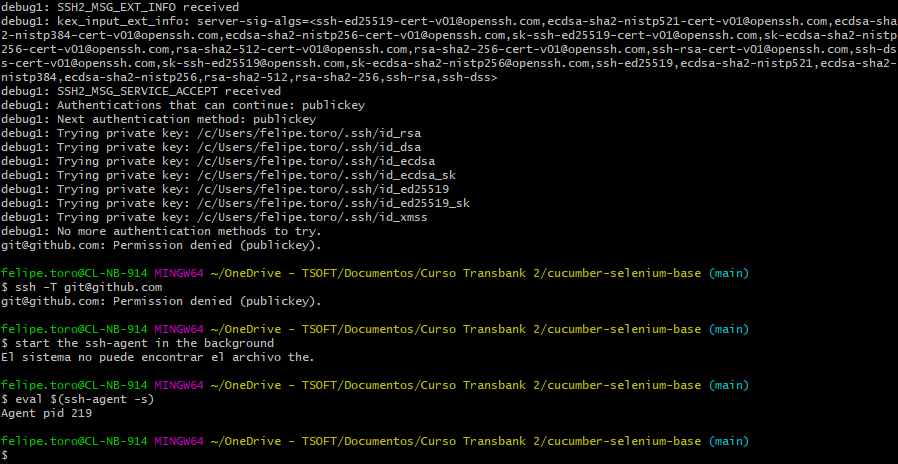 debug1: SSH2_MSG_EXT_INFO received
debug1: kex_input_ext_info: server-sig-algs=<ssh-ed25519-cert-v01@openssh.com,ecdsa-sha2-nistp521-cert-v01@openssh.com,ecdsa-sha
2-nistp384-cert-v01@openssh.com,ecdsa-sha2-nistp256-cert-v01@openssh.com,sk-ssh-ed25519-cert-v01@openssh.com,sk-ecdsa-sha2-nistp
256-cert-v01@openssh.com,rsa-sha2-512-cert-v01@openssh.com,rsa-sha2-256-cert-v01@openssh.com,ssh-rsa-cert-v01@openssh.com,ssh-ds
s-cert-v01@openssh.com,sk-ssh-ed25519@openssh.com,sk-ecdsa-sha2-nistp256@openssh.com,ssh-ed25519,ecdsa-sha2-nistp521,ecdsa-sha2-
nistp384,ecdsa-sha2-nistp256,rsa-sha2-512,rsa-sha2-256,ssh-rsa,ssh-dss>
debug1: SSH2_MSG_SERVICE_ACCEPT received
debug1: Authentications that can continue: publickey
debug1: Next authentication method: publickey
debug1: Trying private key: /c/Users/felipe.toro/.ssh/id_rsa
debug1: Trying private key: /c/Users/felipe.toro/.ssh/id_dsa
debug1: Trying private key: /c/Users/felipe.toro/.ssh/id_ecdsa
debug1: Trying private key: /c/Users/felipe.toro/.ssh/id_ecdsa_sk
debug1: Trying private key: /c/Users/felipe.toro/.ssh/id_ed25519
debug1: Trying private key: /c/Users/felipe.toro/.ssh/id_ed25519_sk
debug1: Trying private key: /c/Users/felipe.toro/.ssh/id_xmss
debug1: No more authentication methods to try.
git@github.com: Permission denied (publickey).
felipe.toro@CL-NB-914 MINGW64 ~/OneDrive - TSOFT/Documentos/Curso Transbank 2/cucumber-selenium-base (main)
$ ssh -T git@github.com
git@github.com: Permission denied (publickey).
felipe.toro@CL-NB-914 MINGW64 ~/OneDrive - TSOFT/Documentos/Curso Transbank 2/cucumber-selenium-base (main)
$ start the ssh-agent in the background
El sistema no puede encontrar el archivo the.
felipe.toro@CL-NB-914 MINGW64 ~/OneDrive - TSOFT/Documentos/Curso Transbank 2/cucumber-selenium-base (main)
$ eval $(ssh-agent -s)
Agent pid 219
felipe.toro@CL-NB-914 MINGW64 ~/OneDrive - TSOFT/Documentos/Curso Transbank 2/cucumber-selenium-base (main)
$